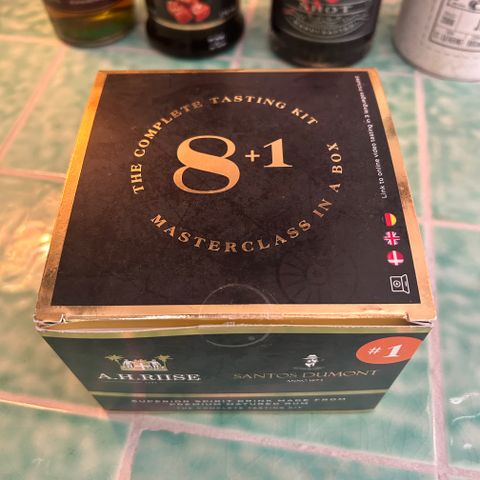 THE COMPLETE TASTING KIT
8+1
MASTERCLASS IN A BOX
Link to online video tasting in 3 languages included
#1
A.H. RIISE
SANTOS DUMONT
SUPERIOR SPIRIT DRINK MADE FROM
PREMIUM MATURED RUM
THE COMPLETE TASTING KIT